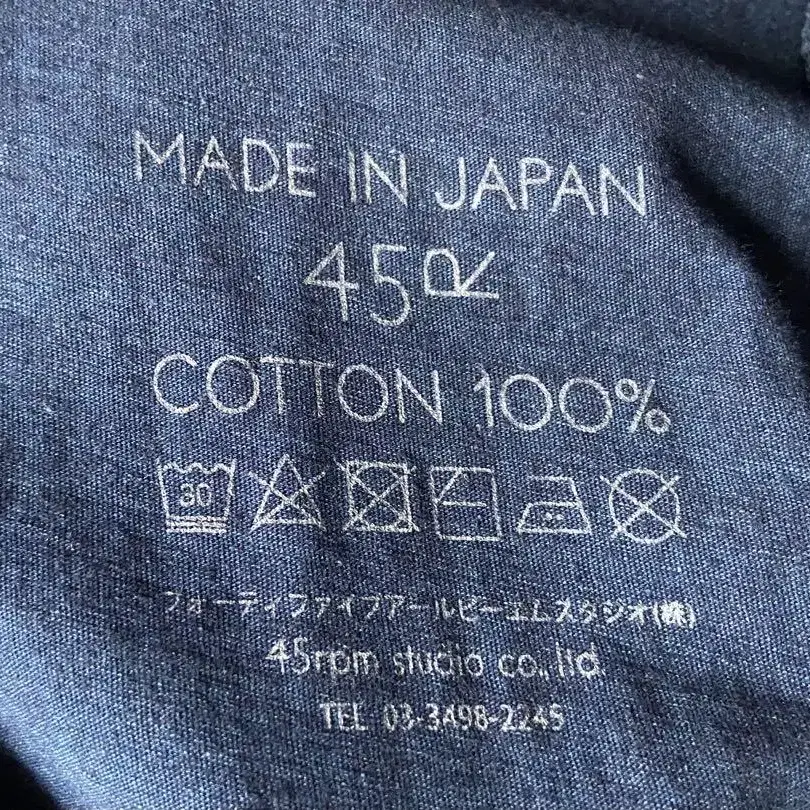 MADE IN JAPAN
45R
COTTON 100%
30
フォーティファイブアールピーエムスタジオ(株)
45rpm studio co., ltd.
TEL 03-3498-2245